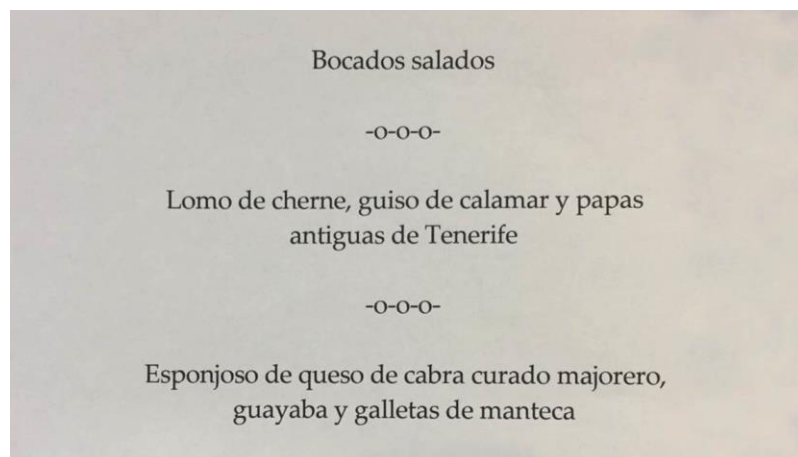 Bocados salados
-o-o-o-
Lomo de cherne, guiso de calamar y papas
antiguas de Tenerife
-o-o-o-
Esponjoso de queso de cabra curado majorero,
guayaba y galletas de manteca